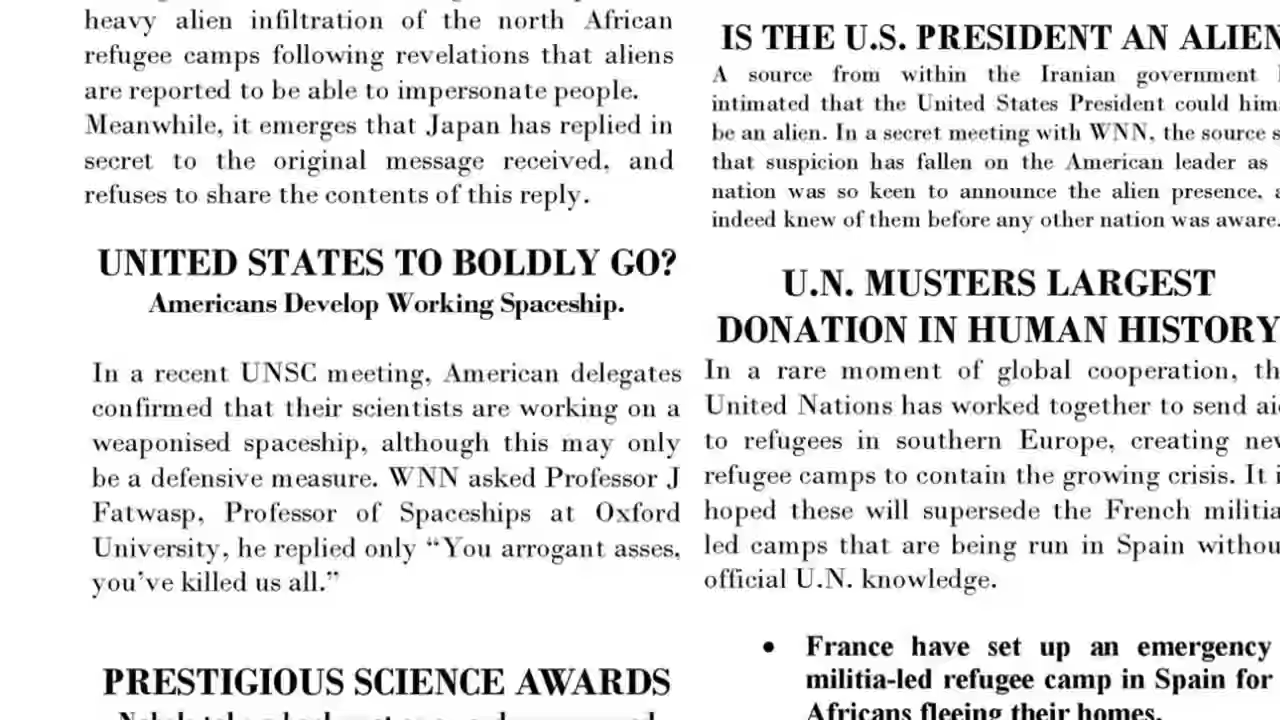 heavy alien infiltration of the north African
refugee camps following revelations that aliens
are reported to be able to impersonate people.
Meanwhile, it emerges that Japan has replied in
secret to the original message received, and
refuses to share the contents of this reply.
UNITED STATES TO BOLDLY GO?
Americans Develop Working Spaceship.
In a recent UNSC meeting, American delegates
confirmed that their scientists are working on a
weaponised spaceship, although this may only
be a defensive measure. WNN asked Professor J
Fatwasp, Professor of Spaceships at Oxford
University, he replied only “You arrogant asses,
you’ve killed us all.”
PRESTIGIOUS SCIENCE AWARDS
IS THE U.S. PRESIDENT AN ALIEN
A source from within the Iranian government
intimated that the United States President could him
be an alien. In a secret meeting with WNN, the source s
that suspicion has fallen on the American leader as
nation was so keen to announce the alien presence, a
indeed knew of them before any other nation was aware.
U.N. MUSTERS LARGEST
DONATION IN HUMAN HISTORY
In a rare moment of global cooperation, th
United Nations has worked together to send ai
to refugees in southern Europe, creating new
refugee camps to contain the growing crisis. It i
hoped these will supersede the French militia
led camps that are being run in Spain withou
official U.N. knowledge.
• France have set up an emergency
militia-led refugee camp in Spain for
Africans fleeing their homes.